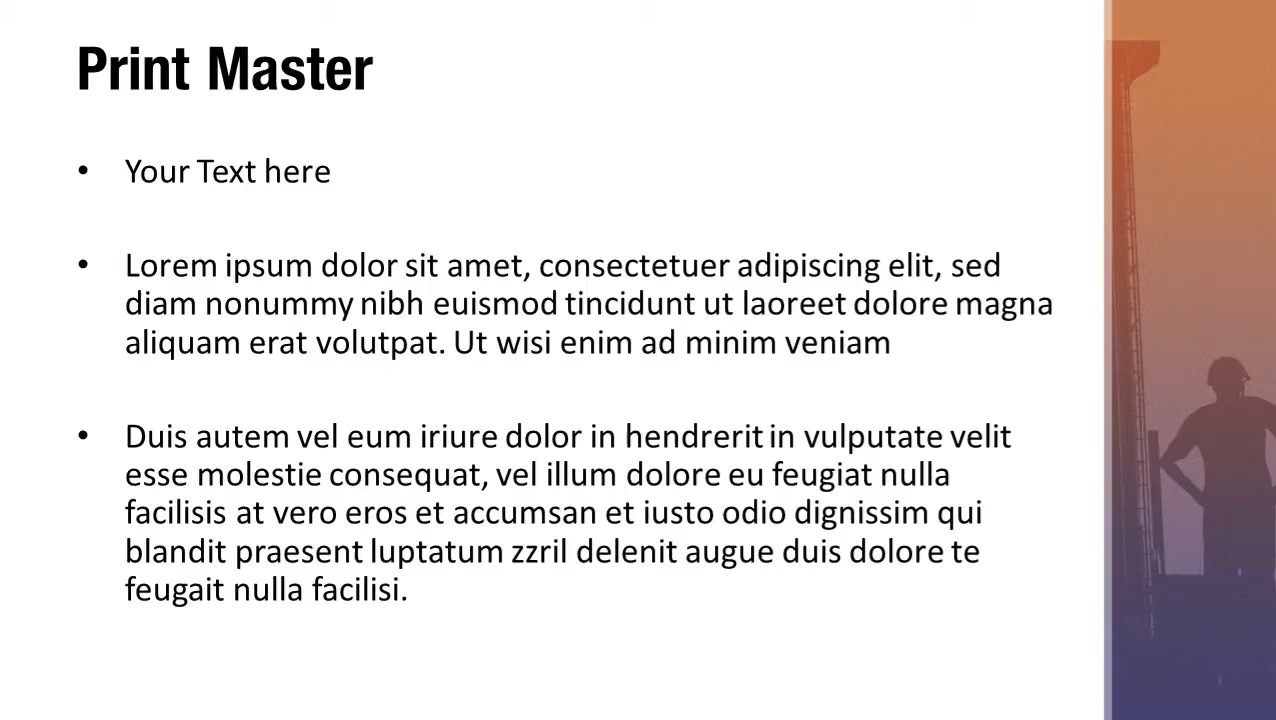 Print Master
• Your Text here
• Lorem ipsum dolor sit amet, consectetuer adipiscing elit, sed
diam nonummy nibh euismod tincidunt ut laoreet dolore magna
aliquam erat volutpat. Ut wisi enim ad minim veniam
• Duis autem vel eum iriure dolor in hendrerit in vulputate velit
esse molestie consequat, vel illum dolore eu feugiat nulla
facilisis at vero eros et accumsan et iusto odio dignissim qui
blandit praesent luptatum zzril delenit augue duis dolore te
feugait nulla facilisi.